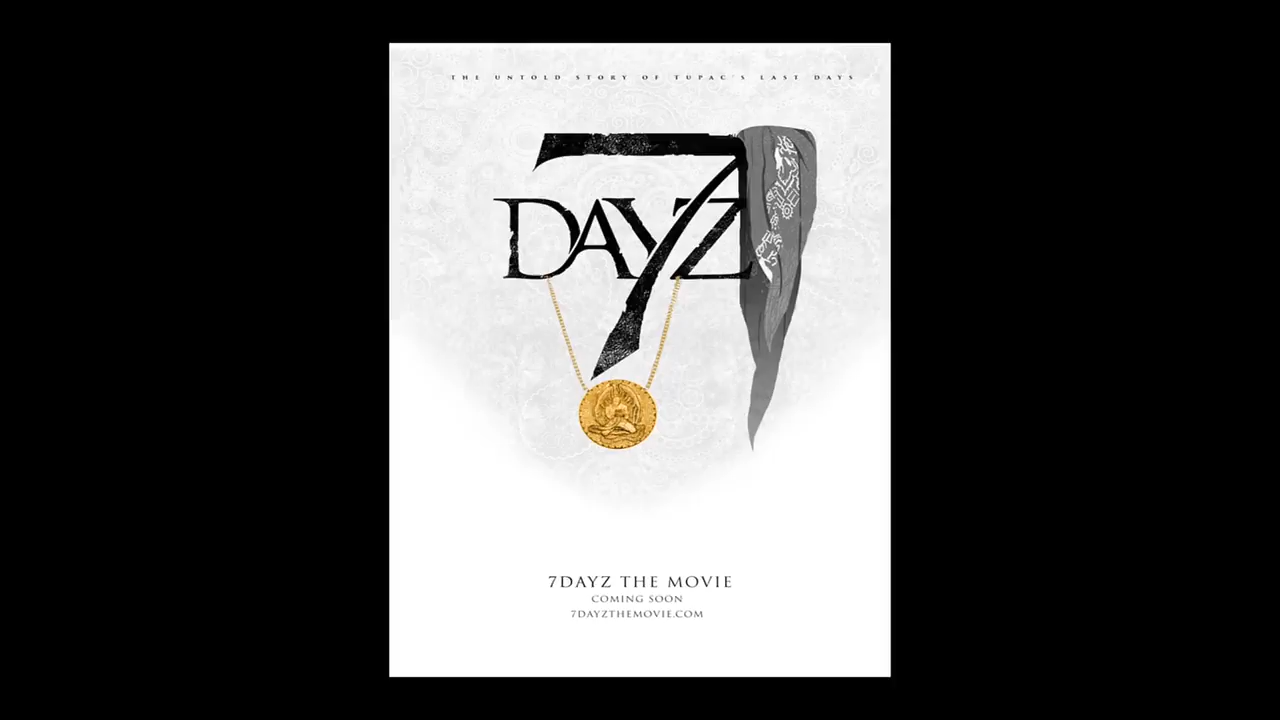 THE UNTOLD STORY OF TUPAC'S LAST DAYS
7
DAYZ
7DAYZ THE MOVIE
COMING SOON
7DAYZTHEMOVIE.COM